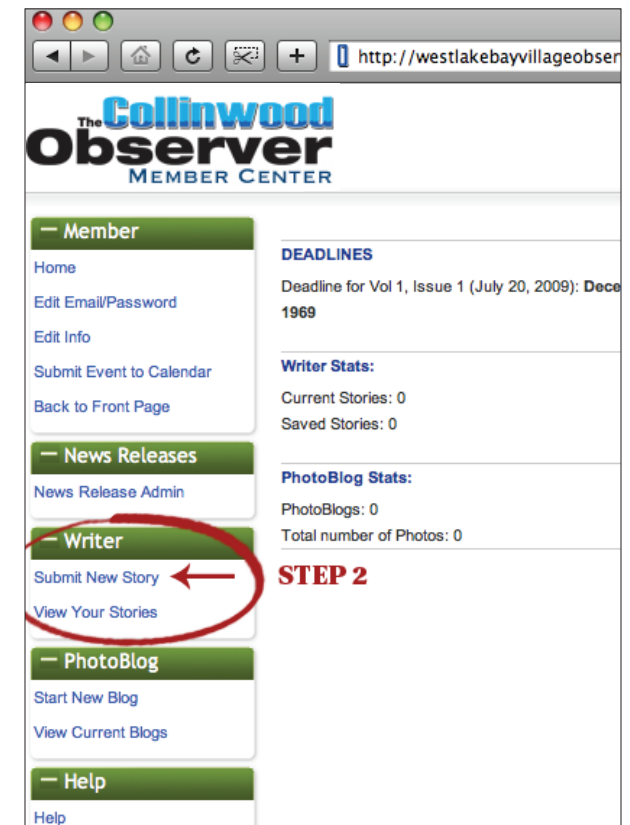 http://westlakebayvillageobser
The Collinwood
Observer
MEMBER CENTER
— Member
Home
Edit Email/Password
Edit Info
Submit Event to Calendar
Back to Front Page
— News Releases
News Release Admin
— Writer
Submit New Story
View Your Stories
— PhotoBlog
Start New Blog
View Current Blogs
— Help
Help
DEADLINES
Deadline for Vol 1, Issue 1 (July 20, 2009): Dece
1969
Writer Stats:
Current Stories: 0
Saved Stories: 0
PhotoBlog Stats:
PhotoBlogs: 0
Total number of Photos: 0
STEP 2